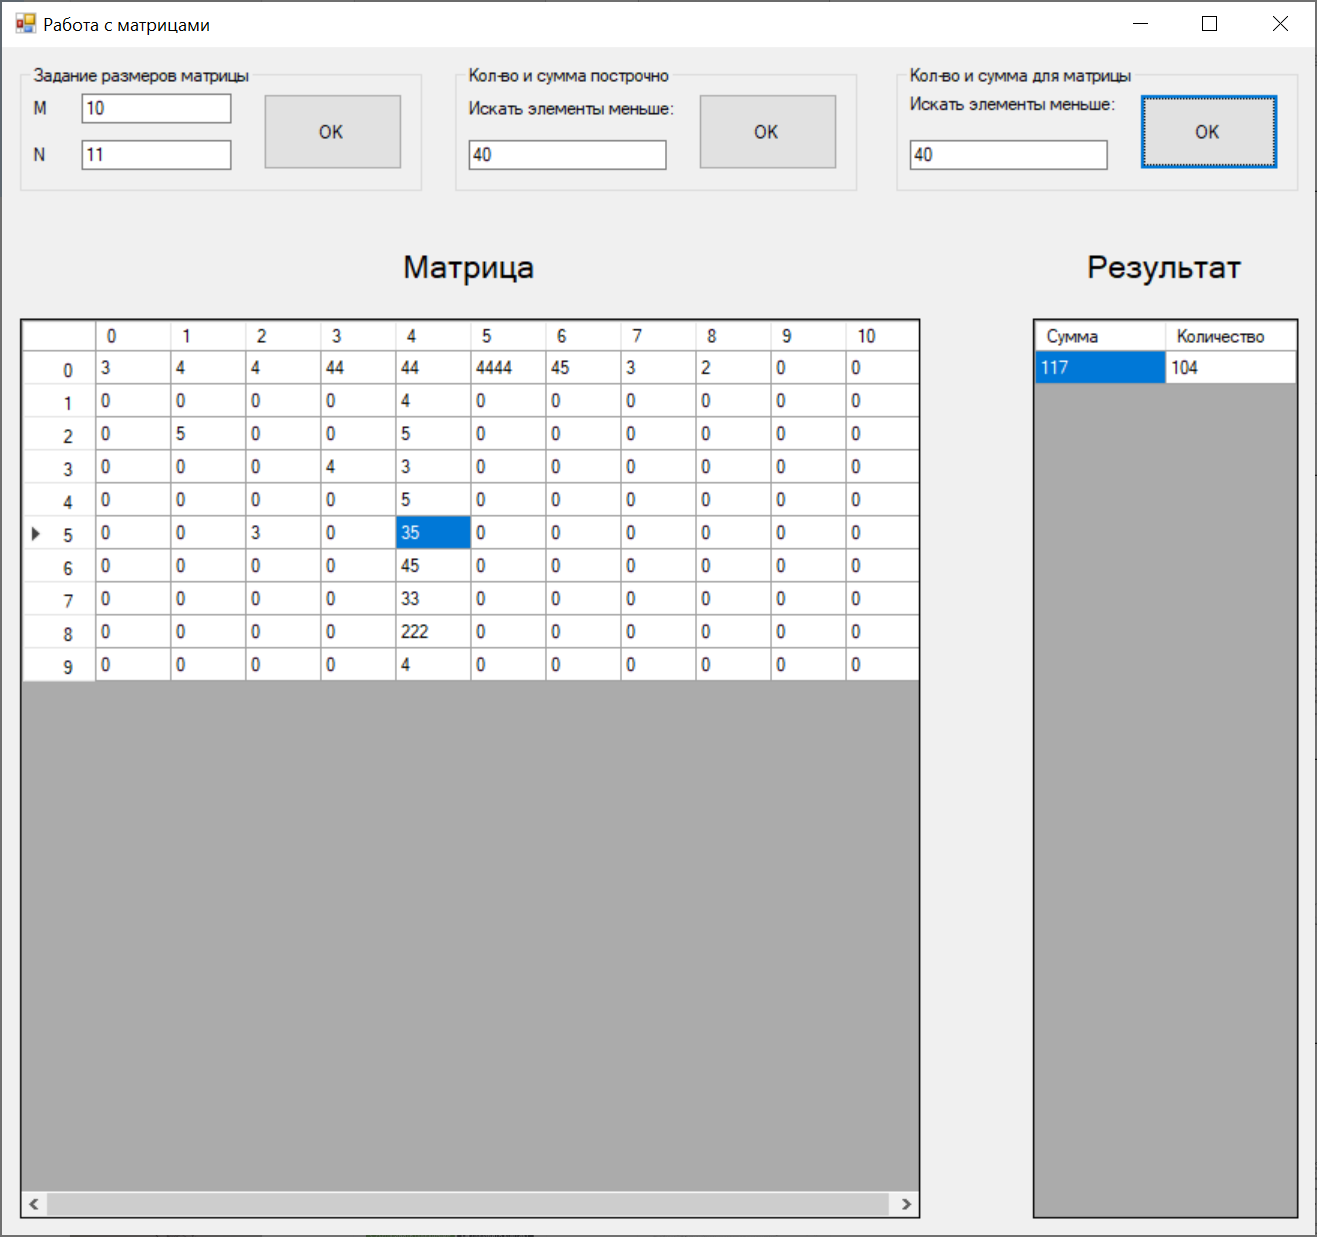 Работа с матрицами
Задание размеров матрицы
M 10
N 11
OK
Кол-во и сумма построчно
Искать элементы меньше:
40
OK
Кол-во и сумма для матрицы
Искать элементы меньше:
40
OK
Матрица
0 1 2 3 4 5 6 7 8 9 10
0 3 4 4 44 44 4444 45 3 2 0 0
1 0 0 0 0 4 0 0 0 0 0 0
2 0 5 0 0 5 0 0 0 0 0 0
3 0 0 0 4 3 0 0 0 0 0 0
4 0 0 0 0 5 0 0 0 0 0 0
5 0 0 3 0 35 0 0 0 0 0 0
6 0 0 0 0 45 0 0 0 0 0 0
7 0 0 0 0 33 0 0 0 0 0 0
8 0 0 0 0 222 0 0 0 0 0 0
9 0 0 0 0 4 0 0 0 0 0 0
Результат
Сумма Количество
117 104